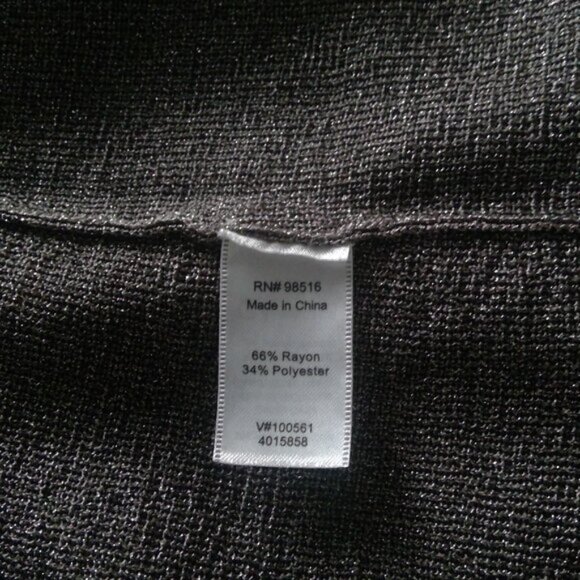 RN# 98516
Made in China
66% Rayon
34% Polyester
V#100561
4015858